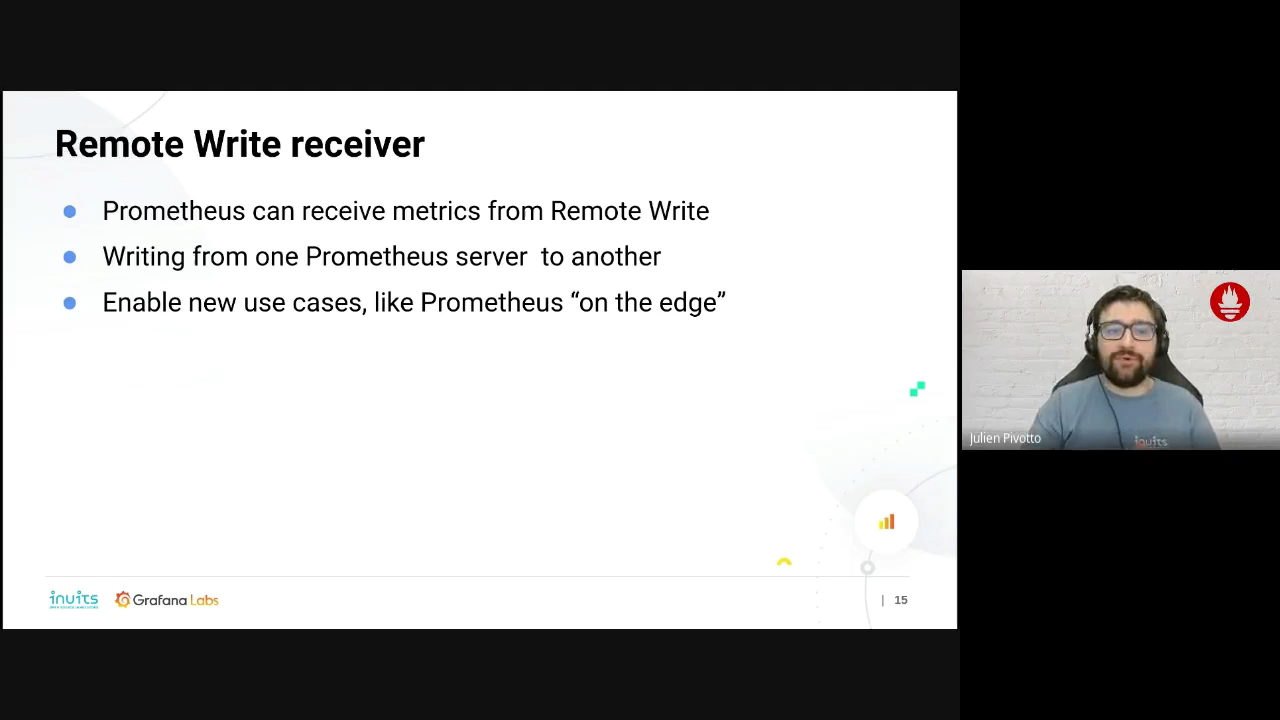 Remote Write receiver
Prometheus can receive metrics from Remote Write
Writing from one Prometheus server  to another
Enable new use cases, like Prometheus “on the edge”
inuits
Grafana Labs
| 15
Julien Pivotto
inuits